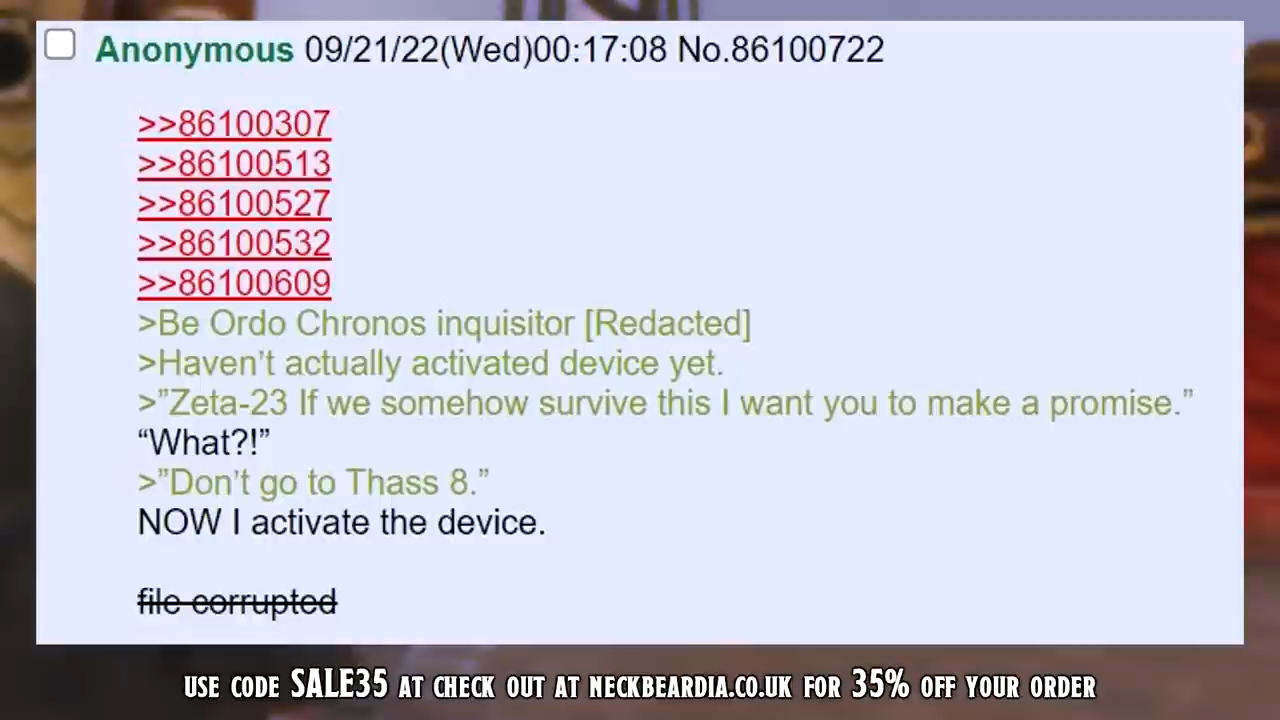 Anonymous 09/21/22(Wed)00:17:08 No.86100722
>>86100307
>>86100513
>>86100527
>>86100532
>>86100609
>Be Ordo Chronos inquisitor [Redacted]
>Haven't actually activated device yet.
>”Zeta-23 If we somehow survive this I want you to make a promise.”
“What?!”
>”Don't go to Thass 8.”
NOW I activate the device.
file corrupted
USE CODE SALE35 AT CHECK OUT AT NECKBEARDIA.CO.UK FOR 35% OFF YOUR ORDER